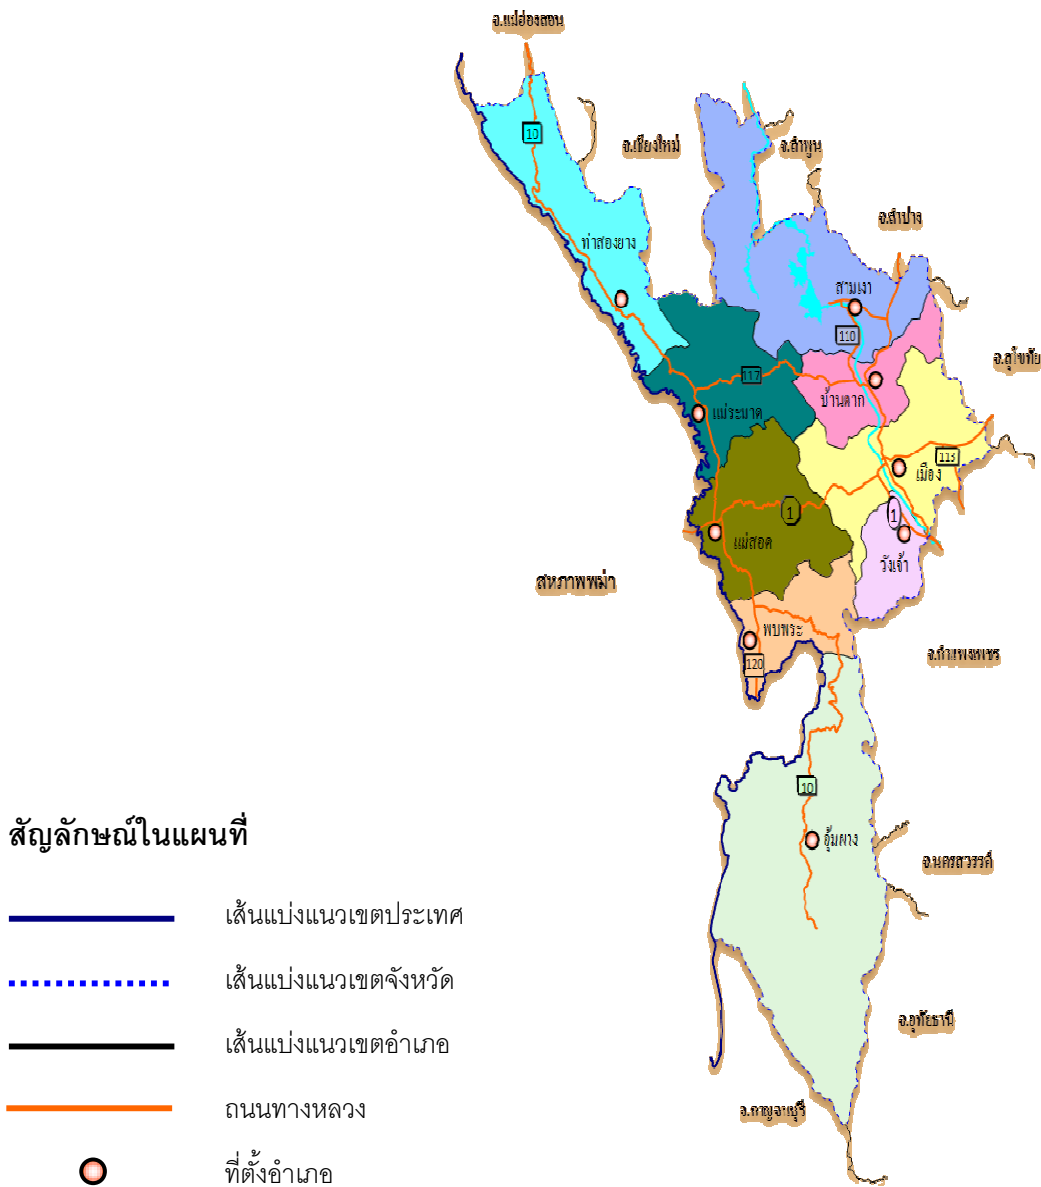 จ.แม่ฮ่องสอน
10
จ.เชียงใหม่
จ.ลำพูน
จ.ลำปาง
ท่าสองยาง
สามเงา
110
จ.สุโขทัย
117
บ้านตาก
แม่ระมาด
113
เมือง
1
1
แม่สอด
วังเจ้า
สหภาพพม่า
พบพระ
จ.กำแพงเพชร
120
10
สัญลักษณ์ในแผนที่
อุ้มผาง
จ.นครสวรรค์
เส้นแบ่งแนวเขตประเทศ
เส้นแบ่งแนวเขตจังหวัด
จ.อุทัยธานี
เส้นแบ่งแนวเขตอำเภอ
ถนนทางหลวง
จ.กาญจนบุรี
ที่ตั้งอำเภอ